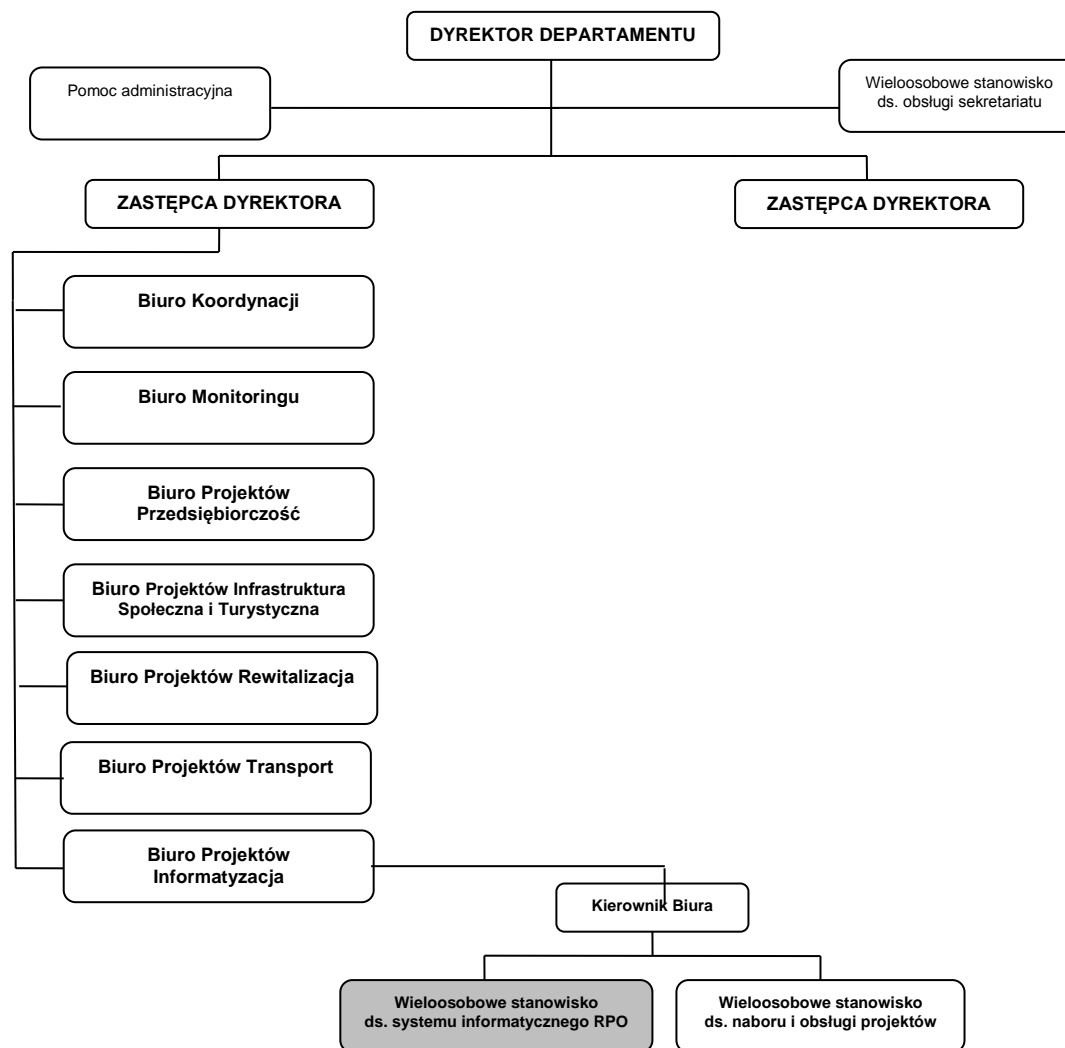 DYREKTOR DEPARTAMENTU
Pomoc administracyjna
Wieloosobowe stanowisko
ds. obsługi sekretariatu
ZASTĘPCA DYREKTORA
ZASTĘPCA DYREKTORA
Biuro Koordynacji
Biuro Monitoringu
Biuro Projektów
Przedsiębiorczość
Biuro Projektów Infrastruktura
Społeczna i Turystyczna
Biuro Projektów Rewitalizacja
Biuro Projektów Transport
Biuro Projektów
Informatyzacja
Kierownik Biura
Wieloosobowe stanowisko
ds. systemu informatycznego RPO
Wieloosobowe stanowisko
ds. naboru i obsługi projektów